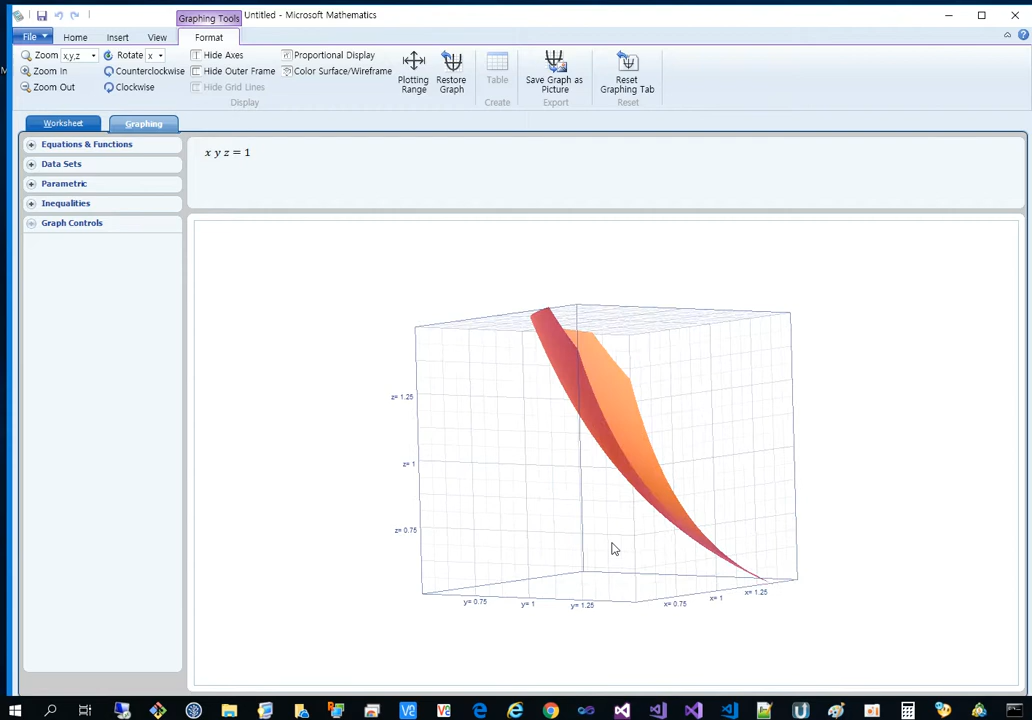 Graphing Tools
Untitled - Microsoft Mathematics
File Home Insert View Format
Zoom x,y,z Rotate x
Zoom In Counterclockwise
Zoom Out Clockwise
Hide Axes Proportional Display
Hide Outer Frame Color Surface/Wireframe
Hide Grid Lines
Display
Plotting Range
Restore Graph
Table
Create
Save Graph as Picture
Export
Reset Graphing Tab
Reset
Worksheet Graphing
Equations & Functions
Data Sets
Parametric
Inequalities
Graph Controls
x y z = 1
z= 1.25
z= 1
z= 0.75
y= 0.75 y= 1 y= 1.25
x= 0.75 x= 1 x= 1.25